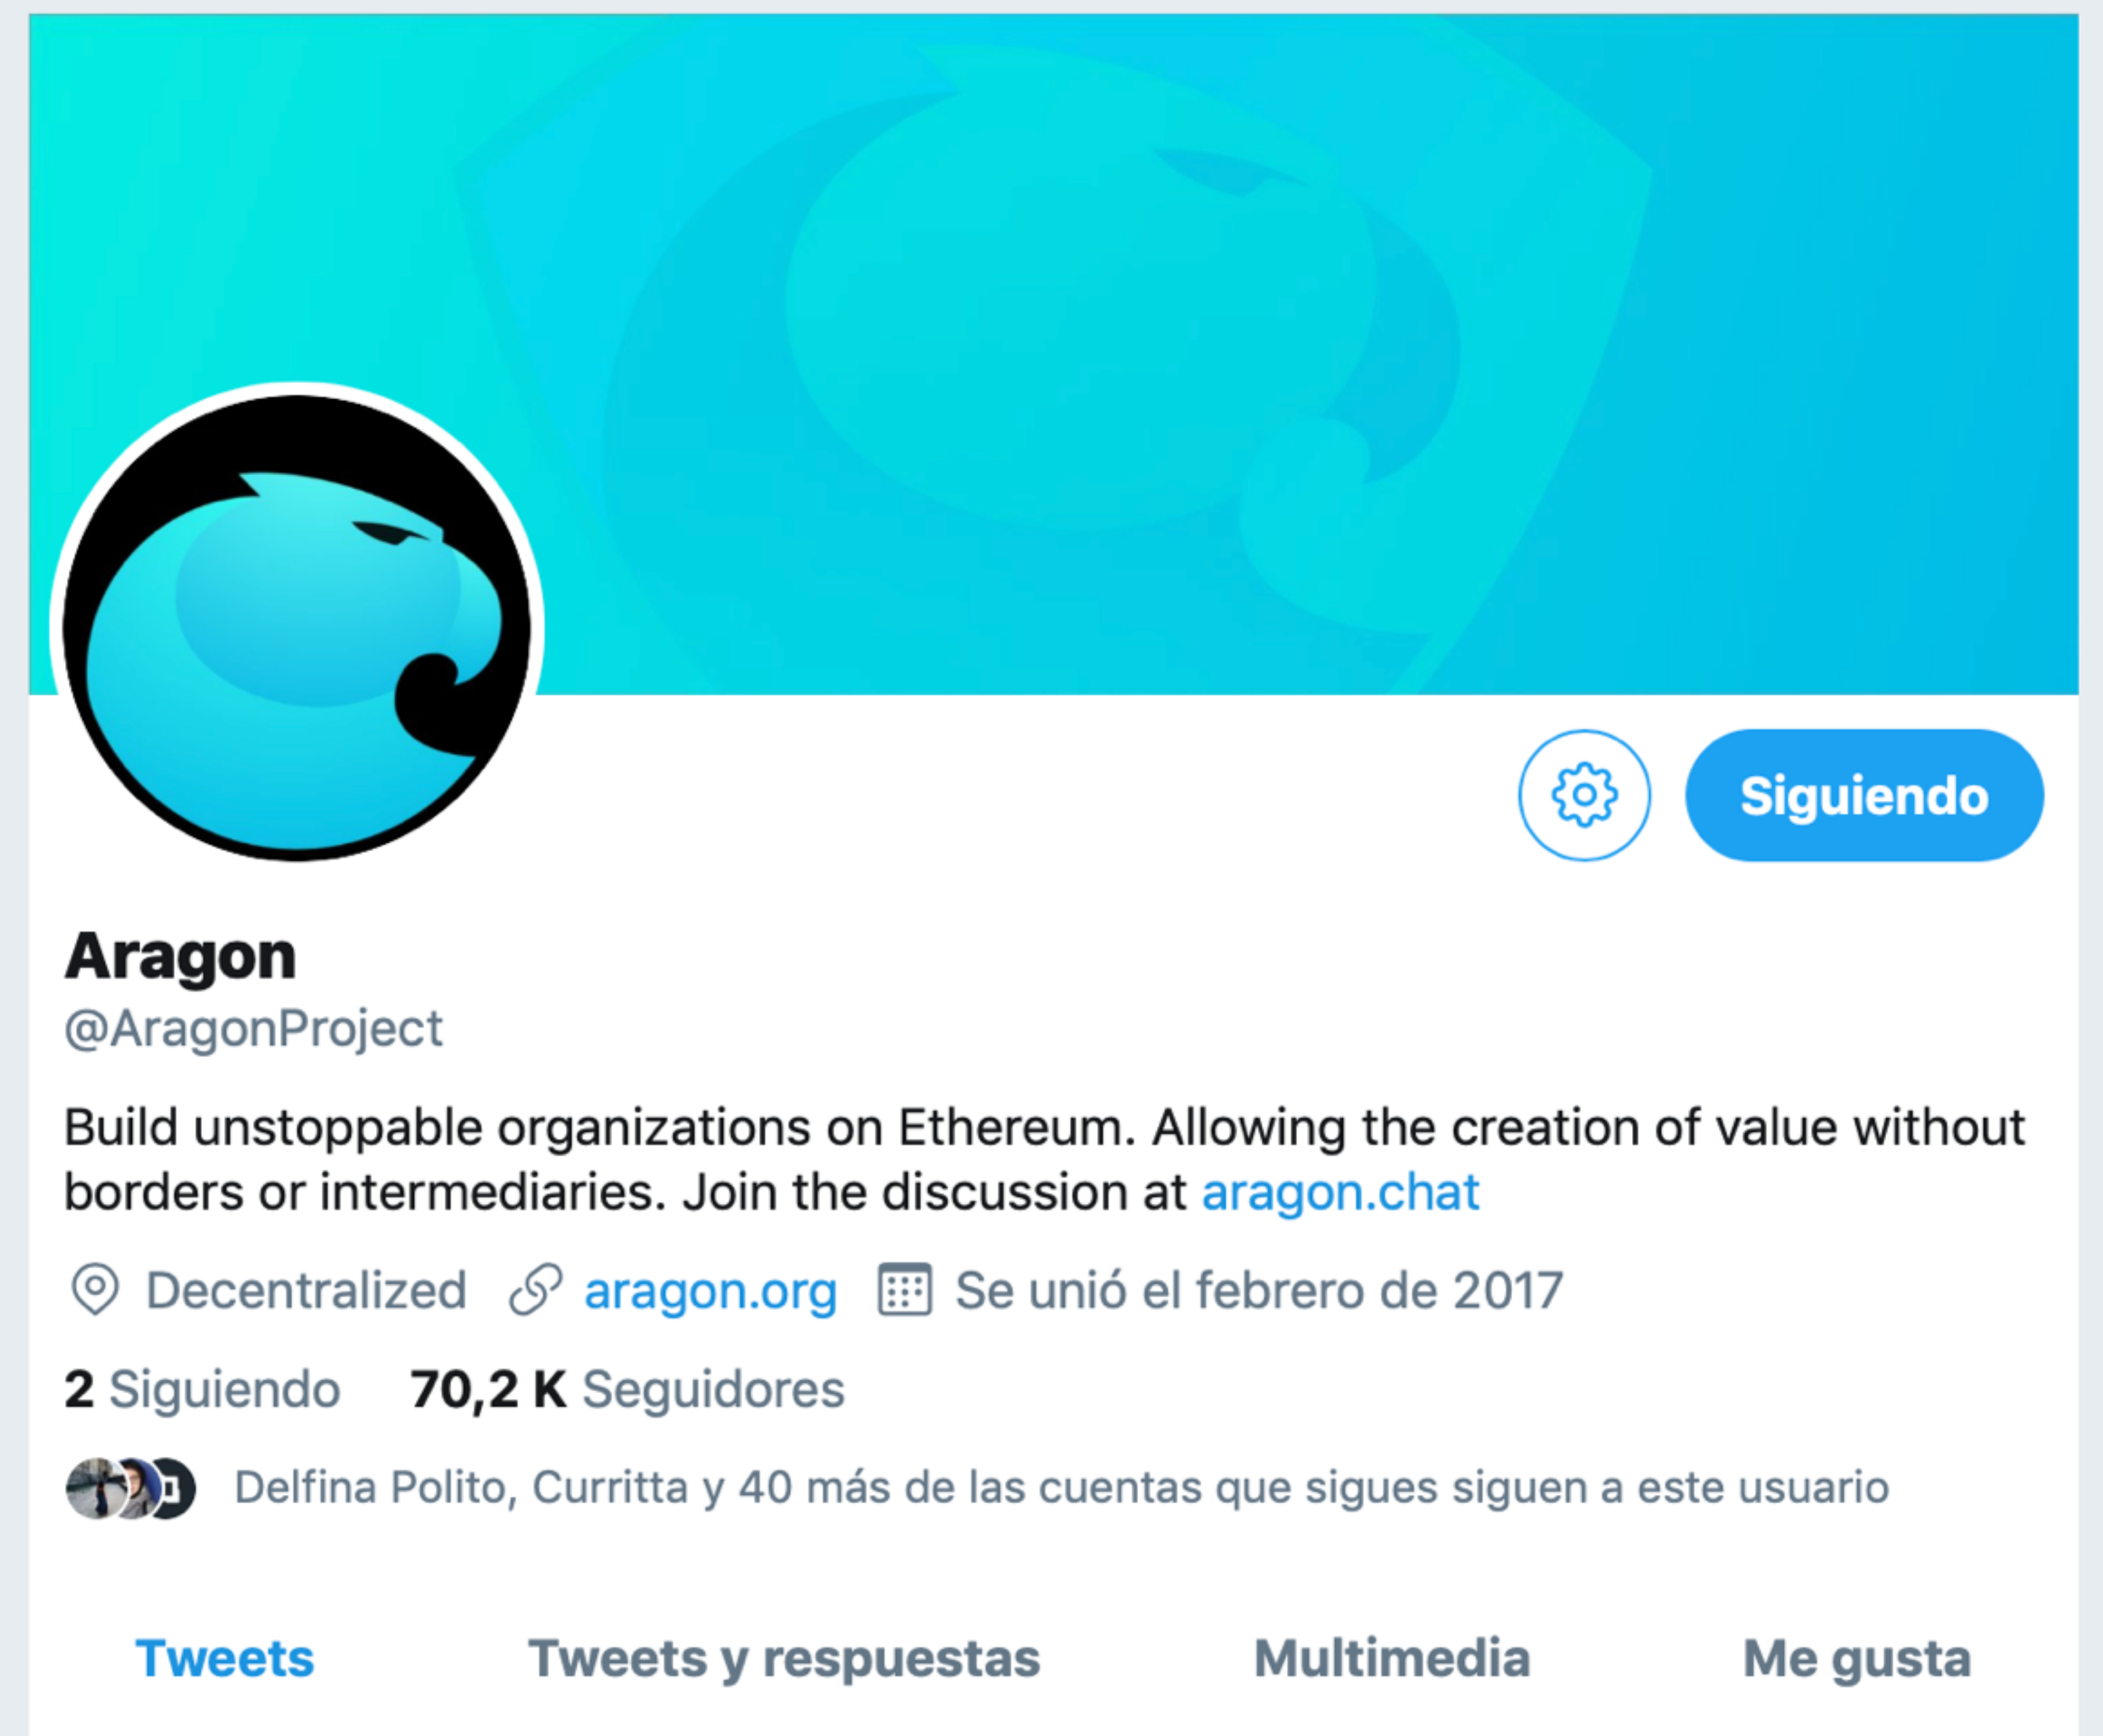 Siguiendo
Aragon
@AragonProject
Build unstoppable organizations on Ethereum. Allowing the creation of value without
borders or intermediaries. Join the discussion at aragon.chat
Decentralized aragon.org Se unió el febrero de 2017
2 Siguiendo 70,2 K Seguidores
Delfina Polito, Curritta y 40 más de las cuentas que sigues siguen a este usuario
Tweets Tweets y respuestas Multimedia Me gusta